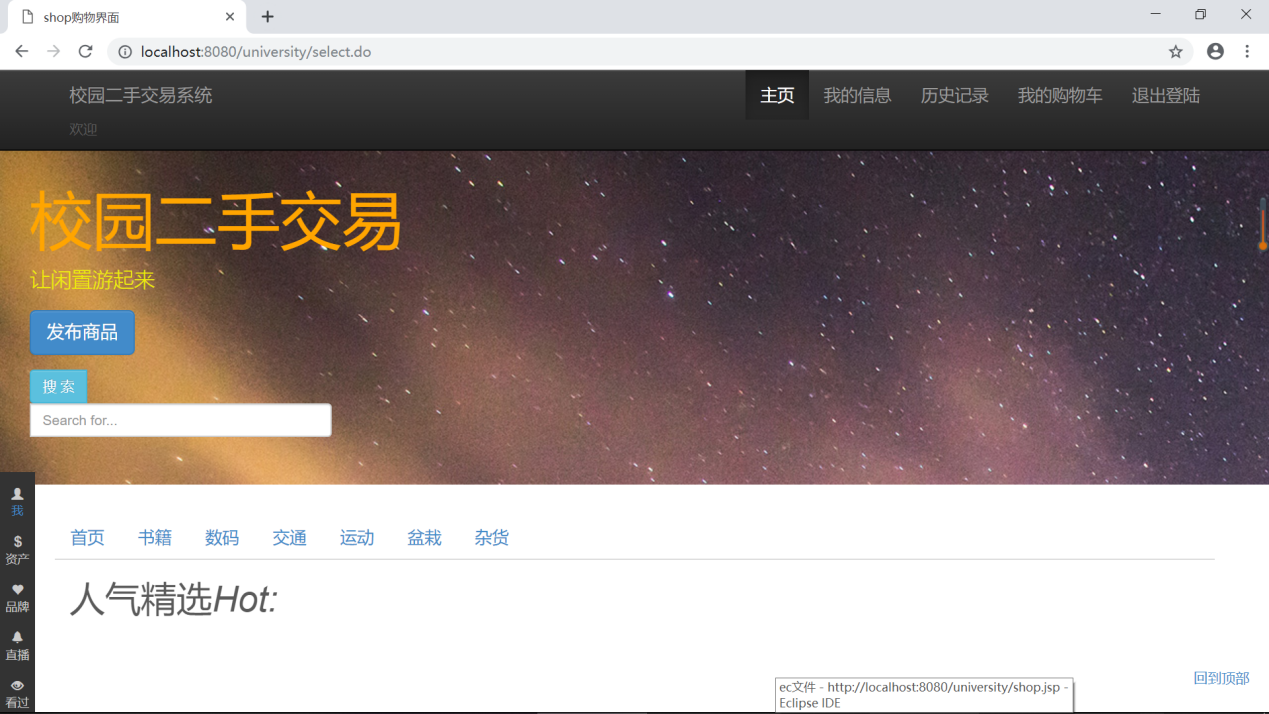 shop购物界面
localhost:8080/university/select.do
校园二手交易系统
主页 我的信息 历史记录 我的购物车 退出登陆
欢迎
校园二手交易
让闲置游起来
发布商品
搜 索
Search for...
我
资产
品牌
直播
看过
首页 书籍 数码 交通 运动 盆栽 杂货
人气精选Hot:
回到顶部
ec文件 - http://localhost:8080/university/shop.jsp -
Eclipse IDE